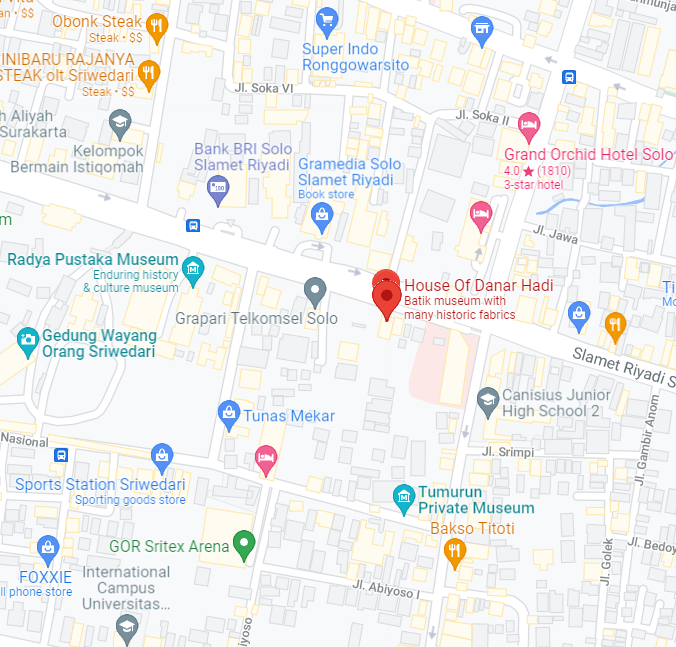 Obonk Steak
Steak • $$
RAJANYA
STEAK olt Sriwedari
Steak • $$
Super Indo
Ronggowarsito
Jl. Soka VI
Jl. Soka II
Aliyah
Surakarta
Kelompok
Bermain Istiqomah
Bank BRI Solo
Slamet Riyadi
Gramedia Solo
Slamet Riyadi
Book store
Grand Orchid Hotel Solo
4.0 ★ (1810)
3-star hotel
Jl. Jawa
Radya Pustaka Museum
Enduring history
& culture museum
House Of Danar Hadi
Batik museum with
many historic fabrics
Grapari Telkomsel Solo
Gedung Wayang
Orang Sriwedari
Slamet Riyadi S
Canisius Junior
High School 2
Tunas Mekar
Nasional
Jl. Srimpi
Jl. Gambir Anom
Sports Station Sriwedari
Sporting goods store
Tumurun
Private Museum
Bakso Titoti
GOR Sritex Arena
Jl. Golek
Jl. Bedoy
FOXXIE
ll phone store
International
Campus
Universitas...
Jl. Abiyoso I
iyoso